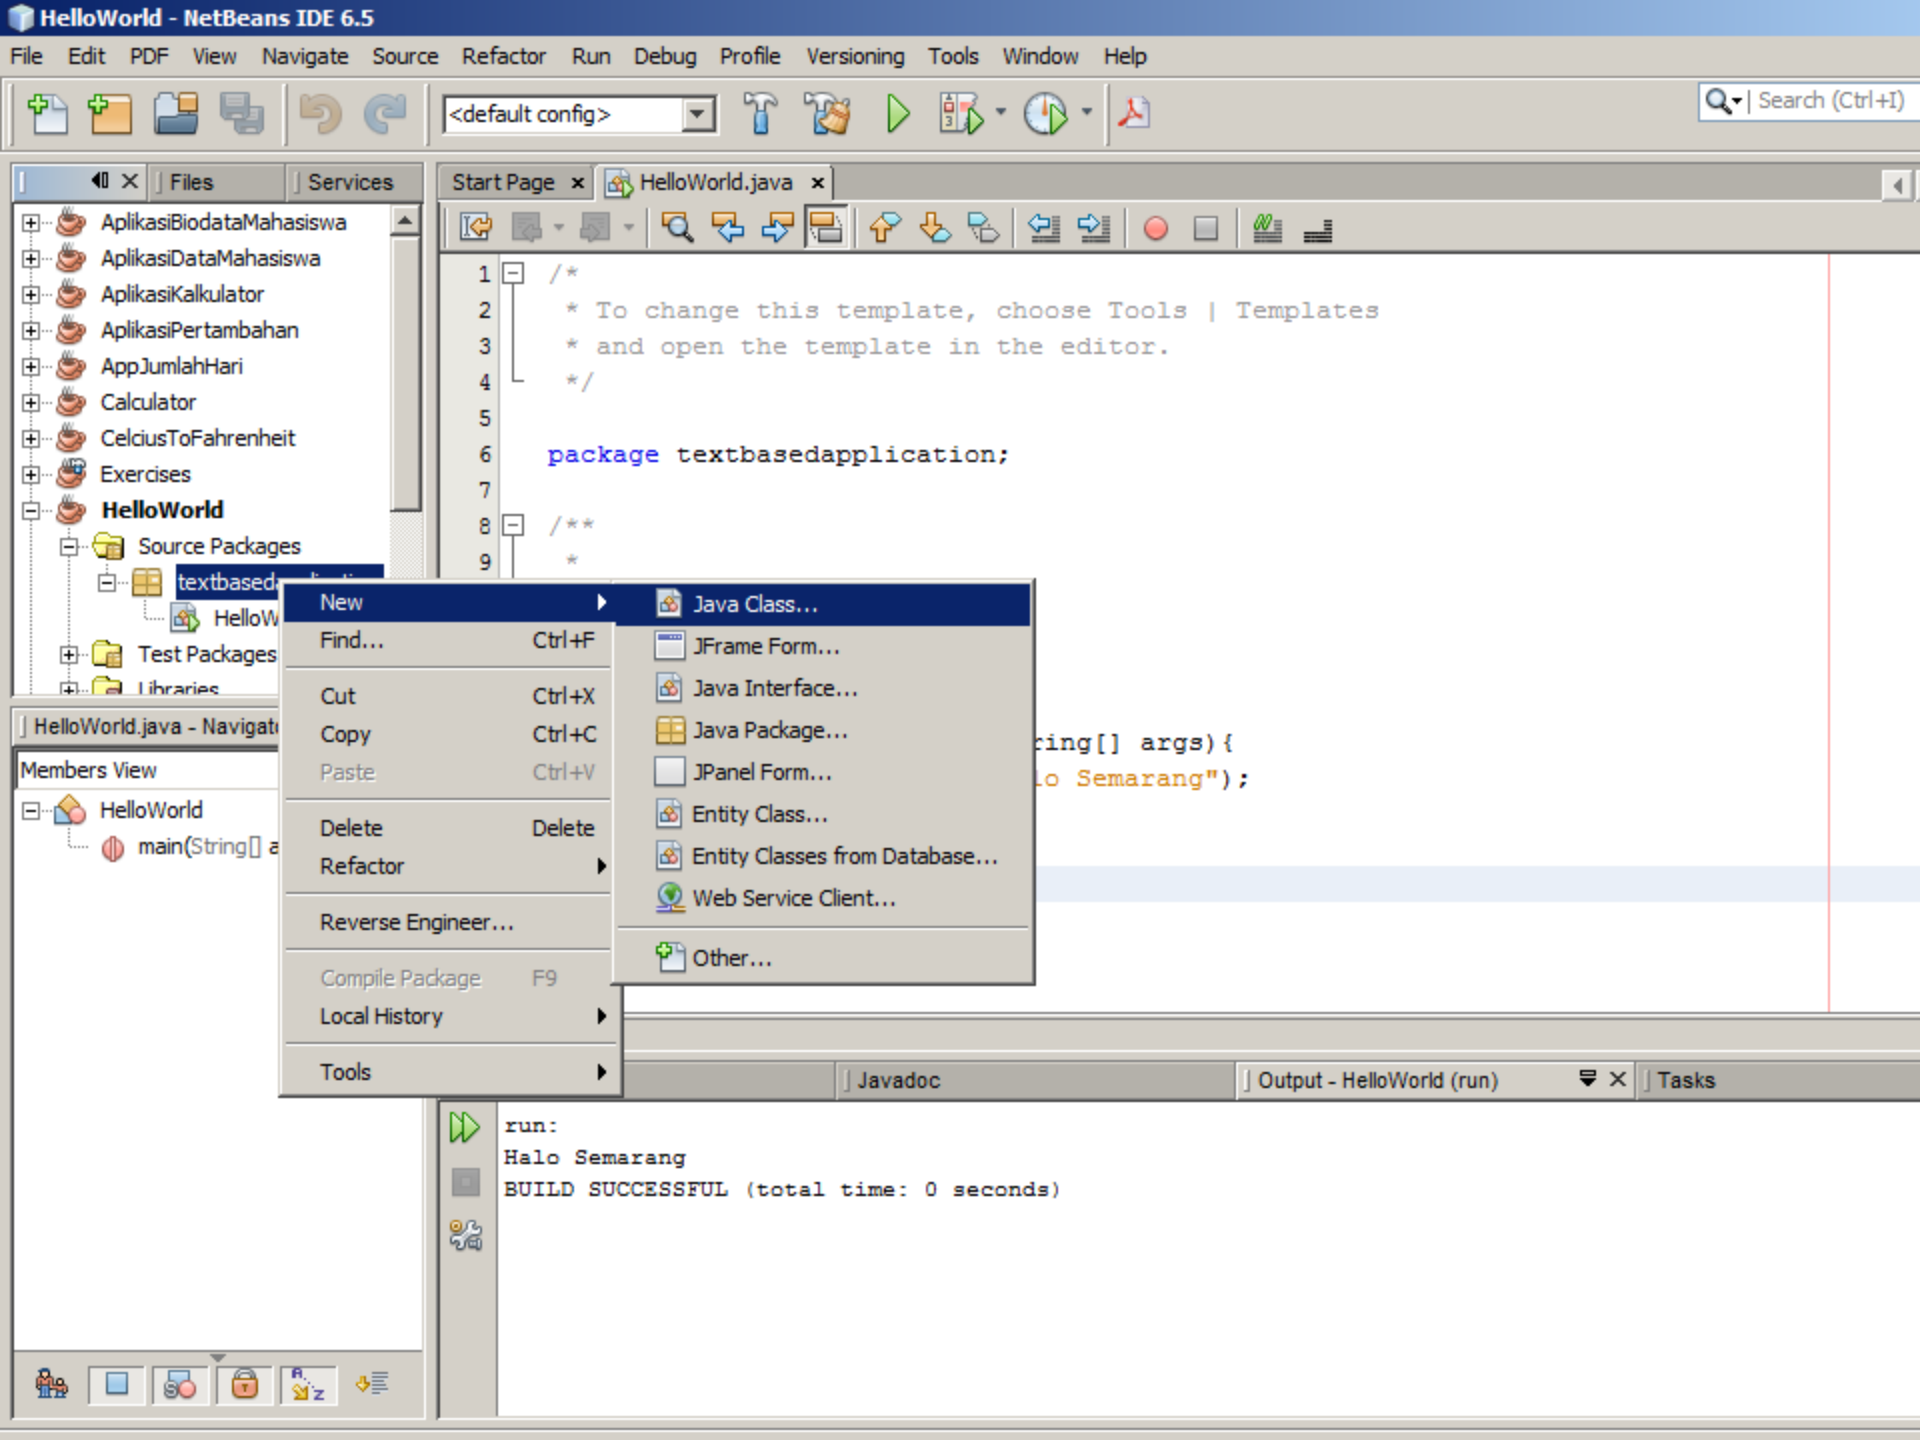 HelloWorld - NetBeans IDE 6.5
File Edit PDF View Navigate Source Refactor Run Debug Profile Versioning Tools Window Help
<default config>
Search (Ctrl+I)
Files Services
AplikasiBiodataMahasiswa
AplikasiDataMahasiswa
AplikasiKalkulator
AplikasiPertambahan
AppJumlahHari
Calculator
CelciusToFahrenheit
Exercises
HelloWorld
Source Packages
Test Packages
Libraries
HelloWorld.java -
Members View
HelloWorld
main(String[]
Start Page HelloWorld.java
1 /*
2 * To change this template, choose Tools | Templates
3 * and open the template in the editor.
4 */
5
6 package textbasedapplication;
7
8 /**
9 *
ring[] args){
lo Semarang");
New
Find... Ctrl+F
Cut Ctrl+X
Copy Ctrl+C
Paste Ctrl+V
Delete Delete
Refactor
Reverse Engineer...
Compile Package F9
Local History
Tools
Java Class...
JFrame Form...
Java Interface...
Java Package...
JPanel Form...
Entity Class...
Entity Classes from Database...
Web Service Client...
Other...
Javadoc Output - HelloWorld (run) Tasks
run:
Halo Semarang
BUILD SUCCESSFUL (total time: 0 seconds)